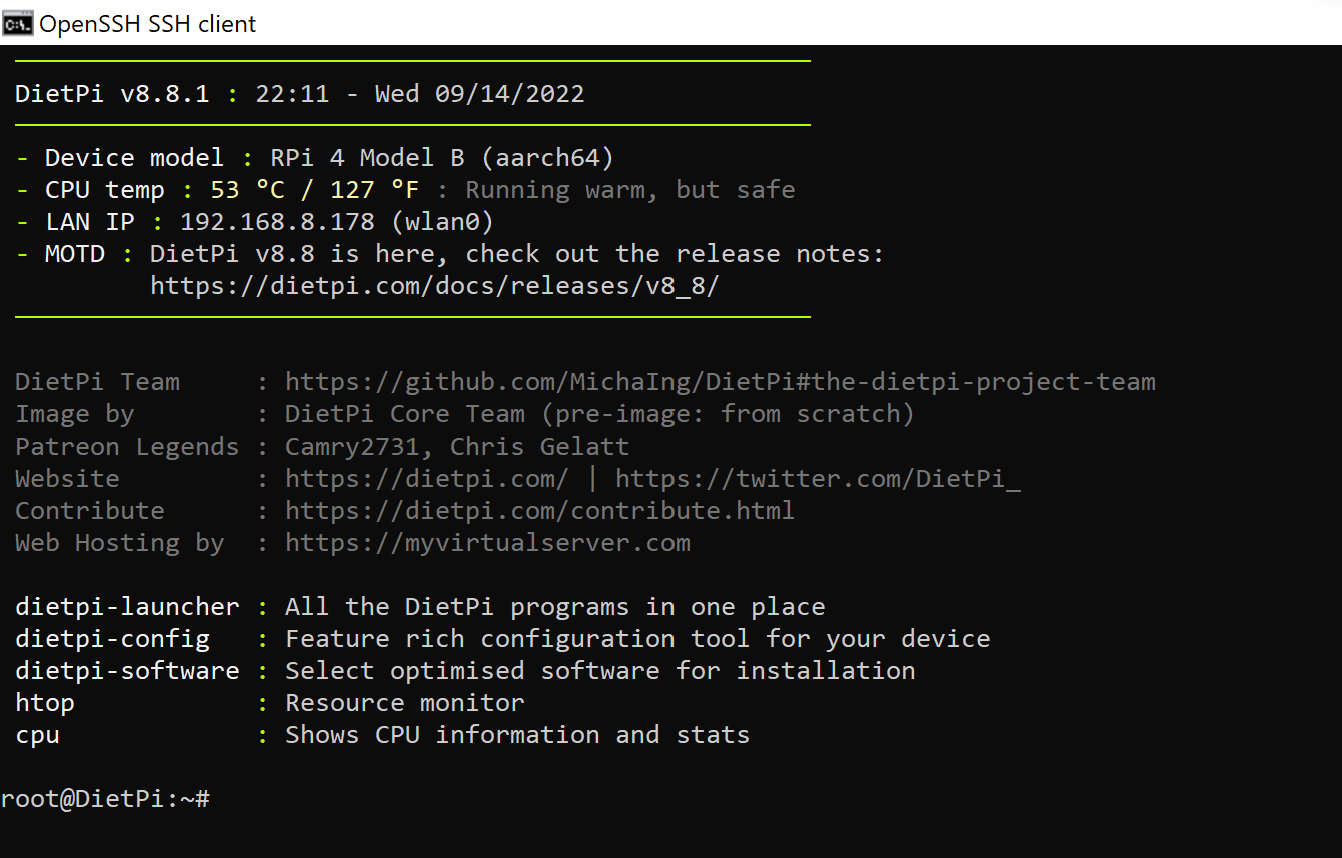 OpenSSH SSH client
DietPi v8.8.1 : 22:11 - Wed 09/14/2022
- Device model : RPi 4 Model B (aarch64)
- CPU temp : 53 ºC / 127 ºF : Running warm, but safe
- LAN IP : 192.168.8.178 (wlan0)
- MOTD : DietPi v8.8 is here, check out the release notes:
https://dietpi.com/docs/releases/v8_8/
DietPi Team     : https://github.com/MichaIng/DietPi#the-dietpi-project-team
Image by        : DietPi Core Team (pre-image: from scratch)
Patreon Legends : Camry2731, Chris Gelatt
Website         : https://dietpi.com/ | https://twitter.com/DietPi_
Contribute      : https://dietpi.com/contribute.html
Web Hosting by  : https://myvirtualserver.com
dietpi-launcher : All the DietPi programs in one place
dietpi-config   : Feature rich configuration tool for your device
dietpi-software : Select optimised software for installation
htop            : Resource monitor
cpu             : Shows CPU information and stats
root@DietPi:~#